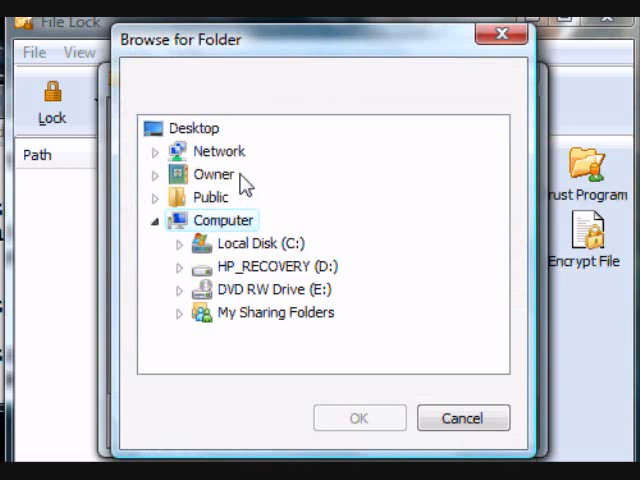 File Lock
Browse for Folder
File View
Lock
Path
Desktop
Network
Owner
Public
Computer
Local Disk (C:)
HP_RECOVERY (D:)
DVD RW Drive (E:)
My Sharing Folders
rust Program
Encrypt File
OK
Cancel